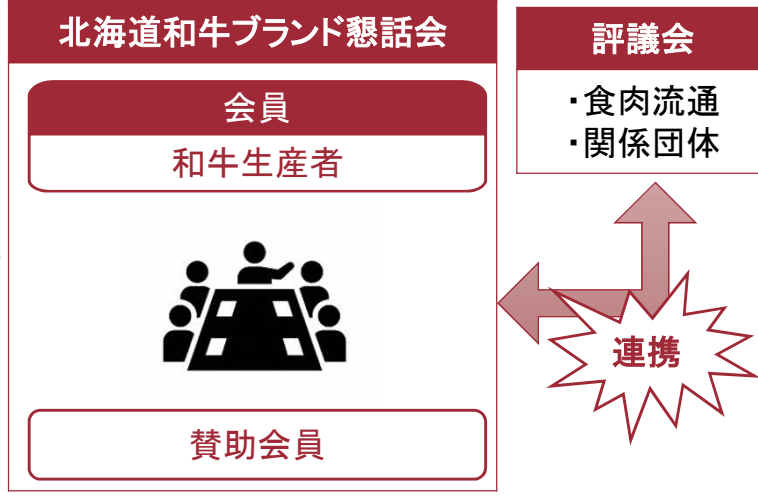 北海道和牛ブランド懇話会
会員
和牛生産者
賛助会員
評議会
・食肉流通
・関係団体
連携